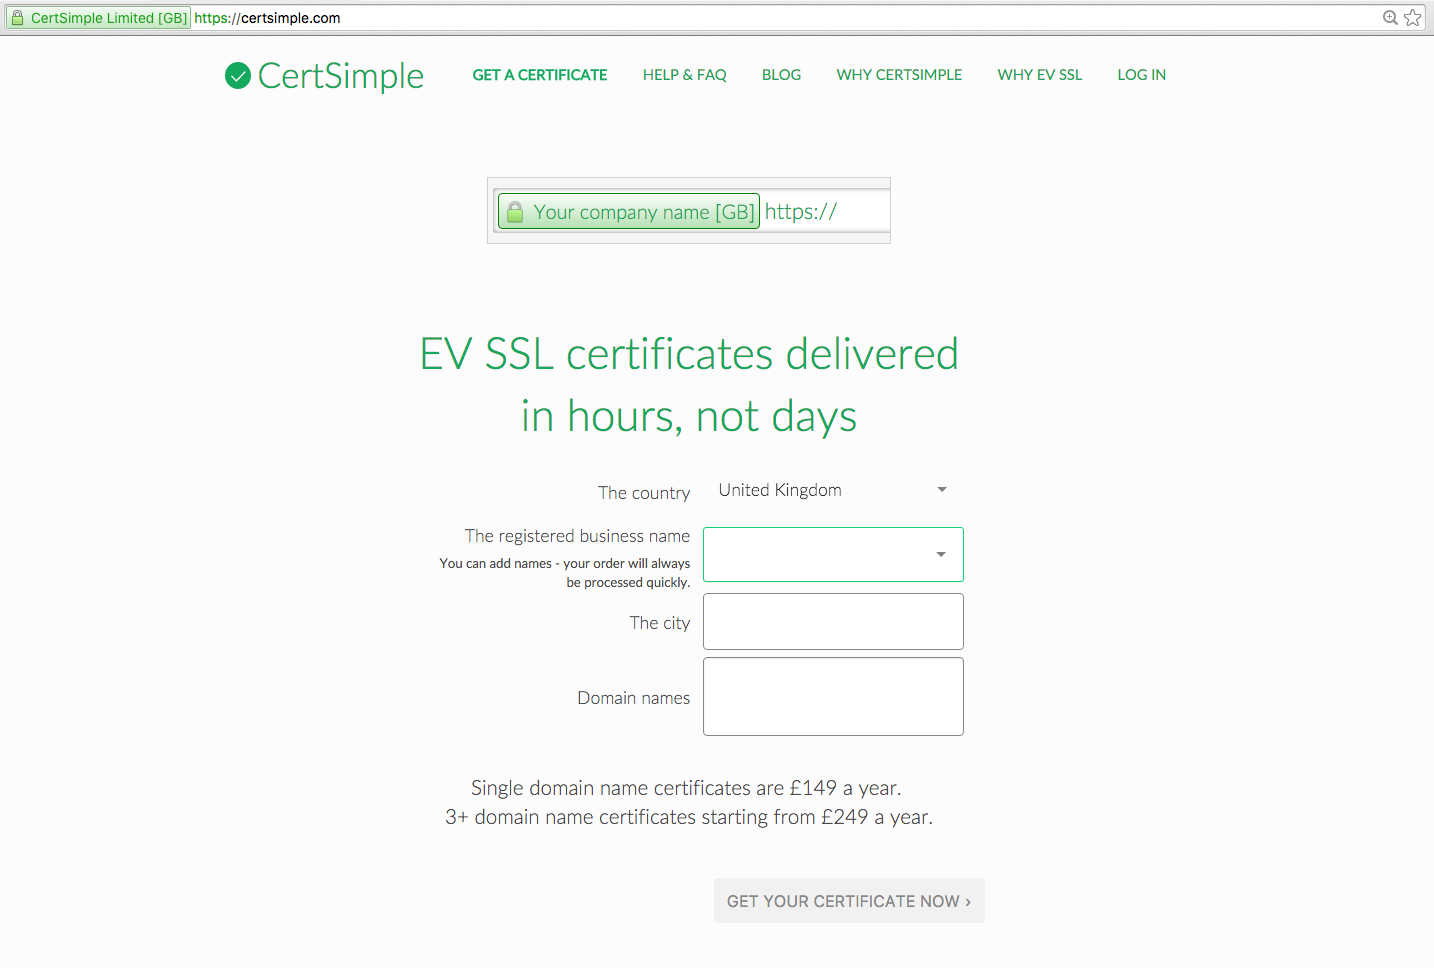 CertSimple Limited [GB] https://certsimple.com
CertSimple GET A CERTIFICATE HELP & FAQ BLOG WHY CERTSIMPLE WHY EV SSL LOG IN
Your company name [GB] https://
EV SSL certificates delivered
in hours, not days
The country United Kingdom
The registered business name
You can add names - your order will always
be processed quickly.
The city
Domain names
Single domain name certificates are £149 a year.
3+ domain name certificates starting from £249 a year.
GET YOUR CERTIFICATE NOW ›